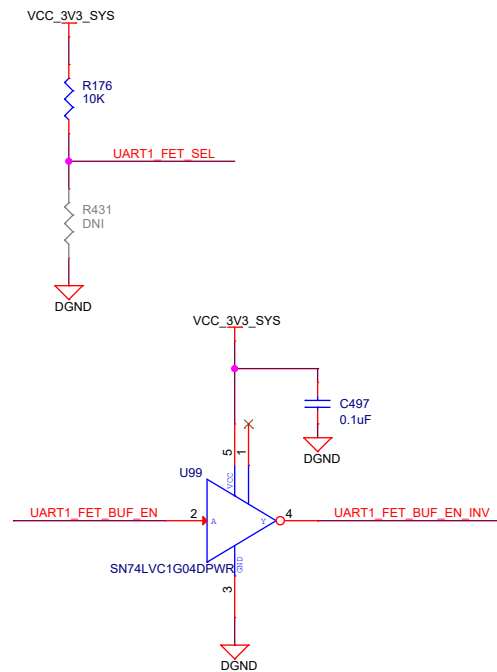 VCC_3V3_SYS
R176
10K
UART1_FET_SEL
R431
DNI
DGND
VCC_3V3_SYS
C497
0.1uF
DGND
5
1
U99
VCC
UART1_FET_BUF_EN
2
A
Y
4
UART1_FET_BUF_EN_INV
SN74LVC1G04DPWR
GND
3
DGND